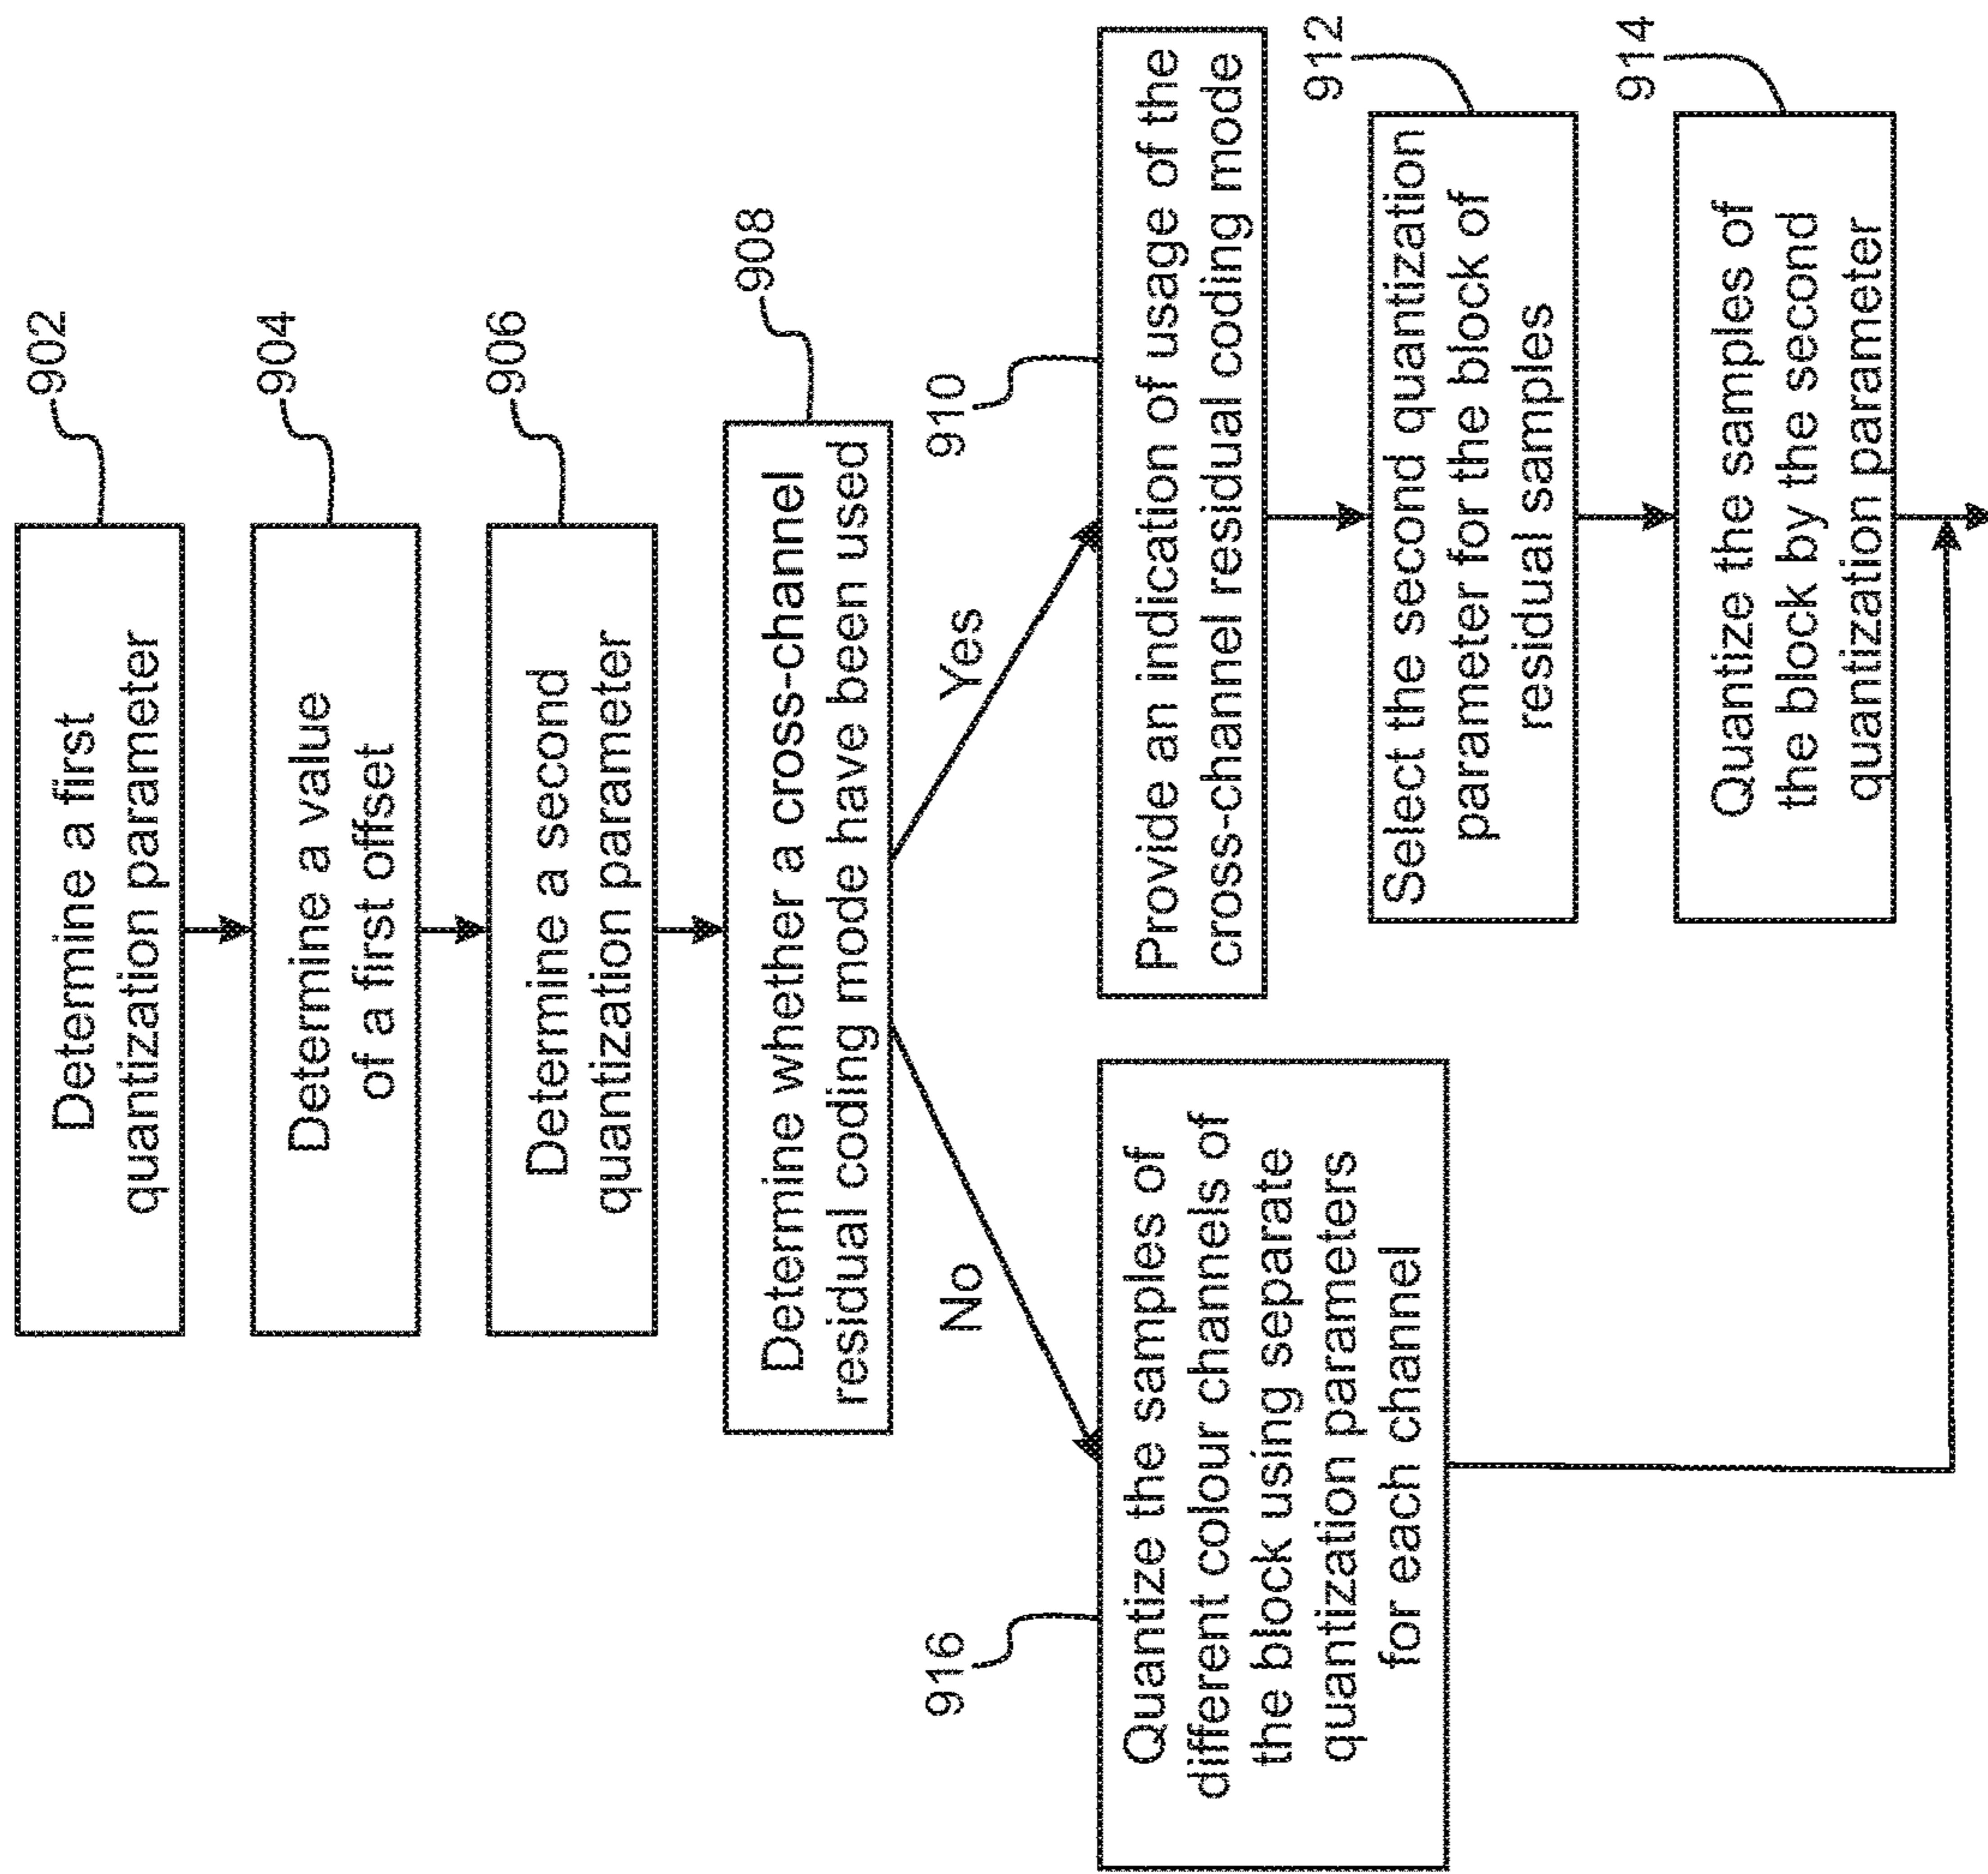 Determine a first
quantization parameter
902
Determine a value
of a first offset
904
Determine a second
quantization parameter
906
Determine whether a cross-channel
residual coding mode have been used
908
No
Yes
916
Quantize the samples of
different colour channels of
the block using separate
quantization parameters
for each channel
910
Provide an indication of usage of the
cross-channel residual coding mode
912
Select the second quantization
parameter for the block of
residual samples
914
Quantize the samples of
the block by the second
quantization parameter